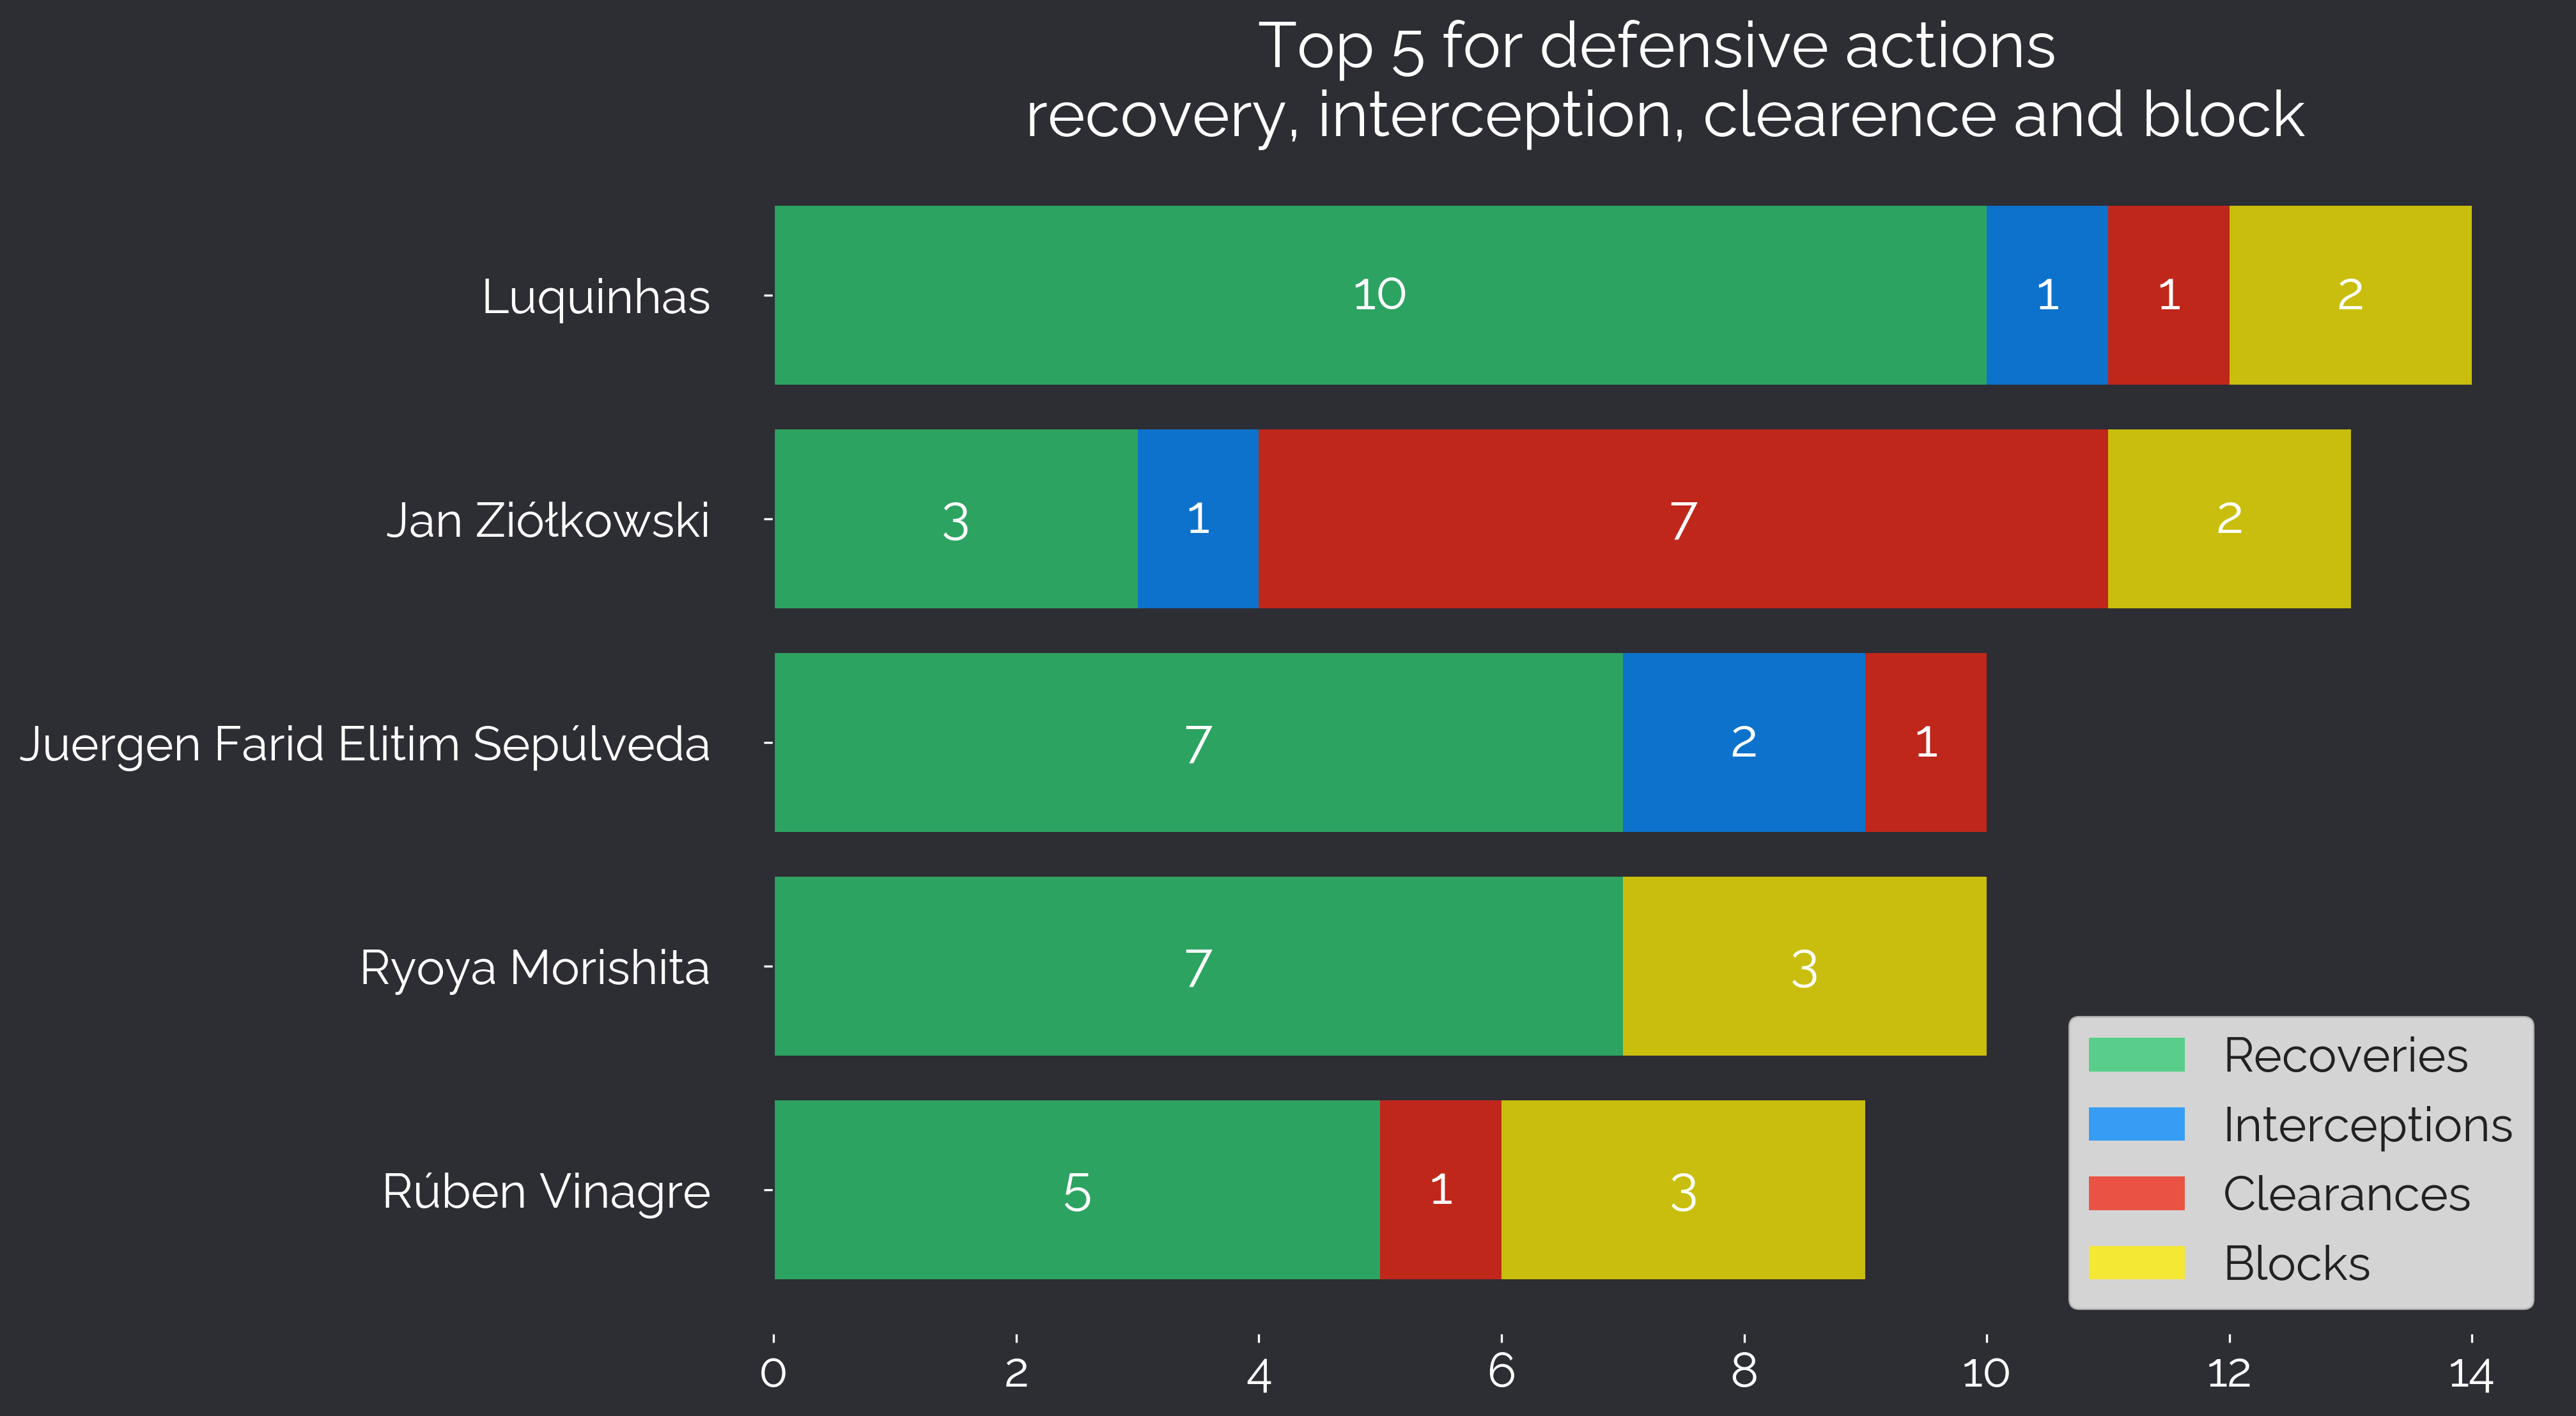 Top 5 for defensive actions
recovery, interception, clearence and block
Luquinhas 10 1 1 2
Jan Ziółkowski 3 1 7 2
Juergen Farid Elitim Sepúlveda 7 2 1
Ryoya Morishita 7 3
Rúben Vinagre 5 1 3
Recoveries
Interceptions
Clearances
Blocks
0 2 4 6 8 10 12 14